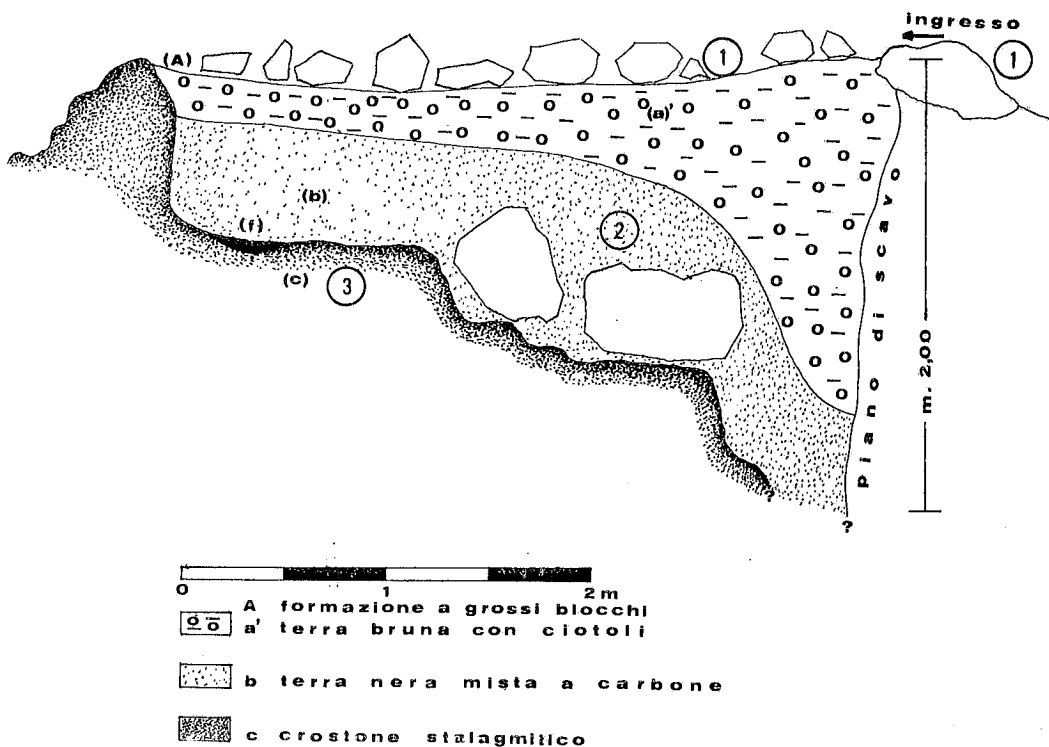 ingresso
(A)
1
1
(a)'
(b)
2
(f)
(c)
3
piano di scavo
m. 2,00
?
?
0 1 2 m
A formazione a grossi blocchi
a' terra bruna con ciotoli
b terra nera mista a carbone
c crostone stalagmitico